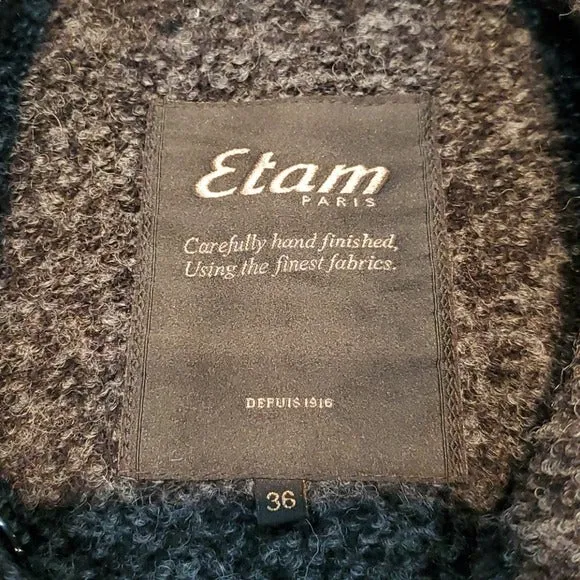 Etam
PARIS
Carefully hand finished,
Using the finest fabrics.
DEPUIS 1916
36